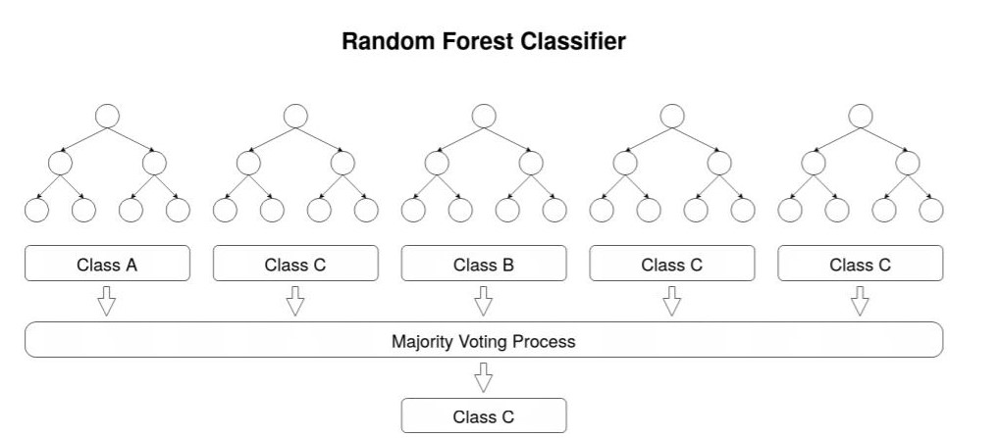 Random Forest Classifier
Class A
Class C
Class B
Class C
Class C
Majority Voting Process
Class C